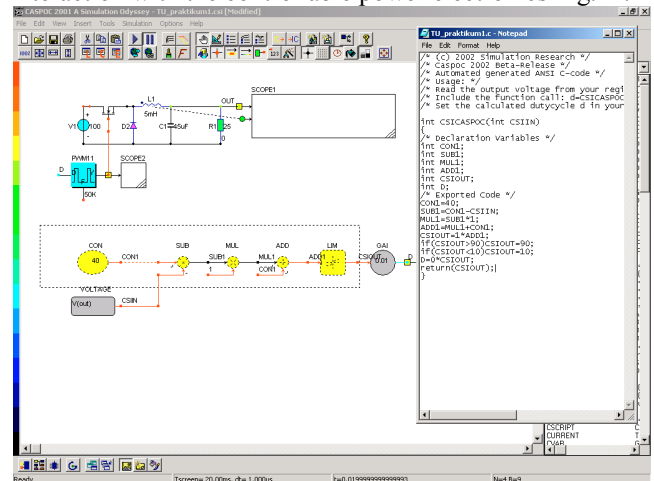 CASPOC 2001 A Simulation Odyssey - TU_praktikum1.csi [Modified]
File Edit View Insert Tools Simulation Options Help
SCOPE1
OUT
L1
5mH
V1
100
D2
C1
45uF
R1
25
0
PWM11
SCOPE2
D
50K
CON
SUB
MUL
ADD
LIM
GAI
40
CON1
SUB1
MUL1
ADD1
CSIOUT
0.01
D
1
CON1
VOLTAGE
V(out)
CSIIN
TU_praktikum1.c - Notepad
File Edit Format Help
/* (c) 2002 Simulation Research */
/* Caspoc 2002 Beta-Release */
/* Automated generated ANSI C-code */
/* Usage: */
/* Read the output voltage from your regi
/* Include the function call: d=CSICASPOC
/* Set the calculated dutycycle d in your
int CSICASPOC(int CSIIN)
{
/* Declaration Variables */
int CON1;
int SUB1;
int MUL1;
int ADD1;
int CSIOUT;
int D;
/* Exported Code */
CON1=40;
SUB1=CON1-CSIIN;
MUL1=SUB1*1;
ADD1=MUL1+CON1;
CSIOUT=1*ADD1;
if(CSIOUT>90)CSIOUT=90;
if(CSIOUT<10)CSIOUT=10;
D=0*CSIOUT;
return(CSIOUT);
}
CSCRIPT
CURRENT
CVAR
Ready
Tscreen= 20.00ms, dt= 1.000us
t=0.0199999999999993
N=4 B=9